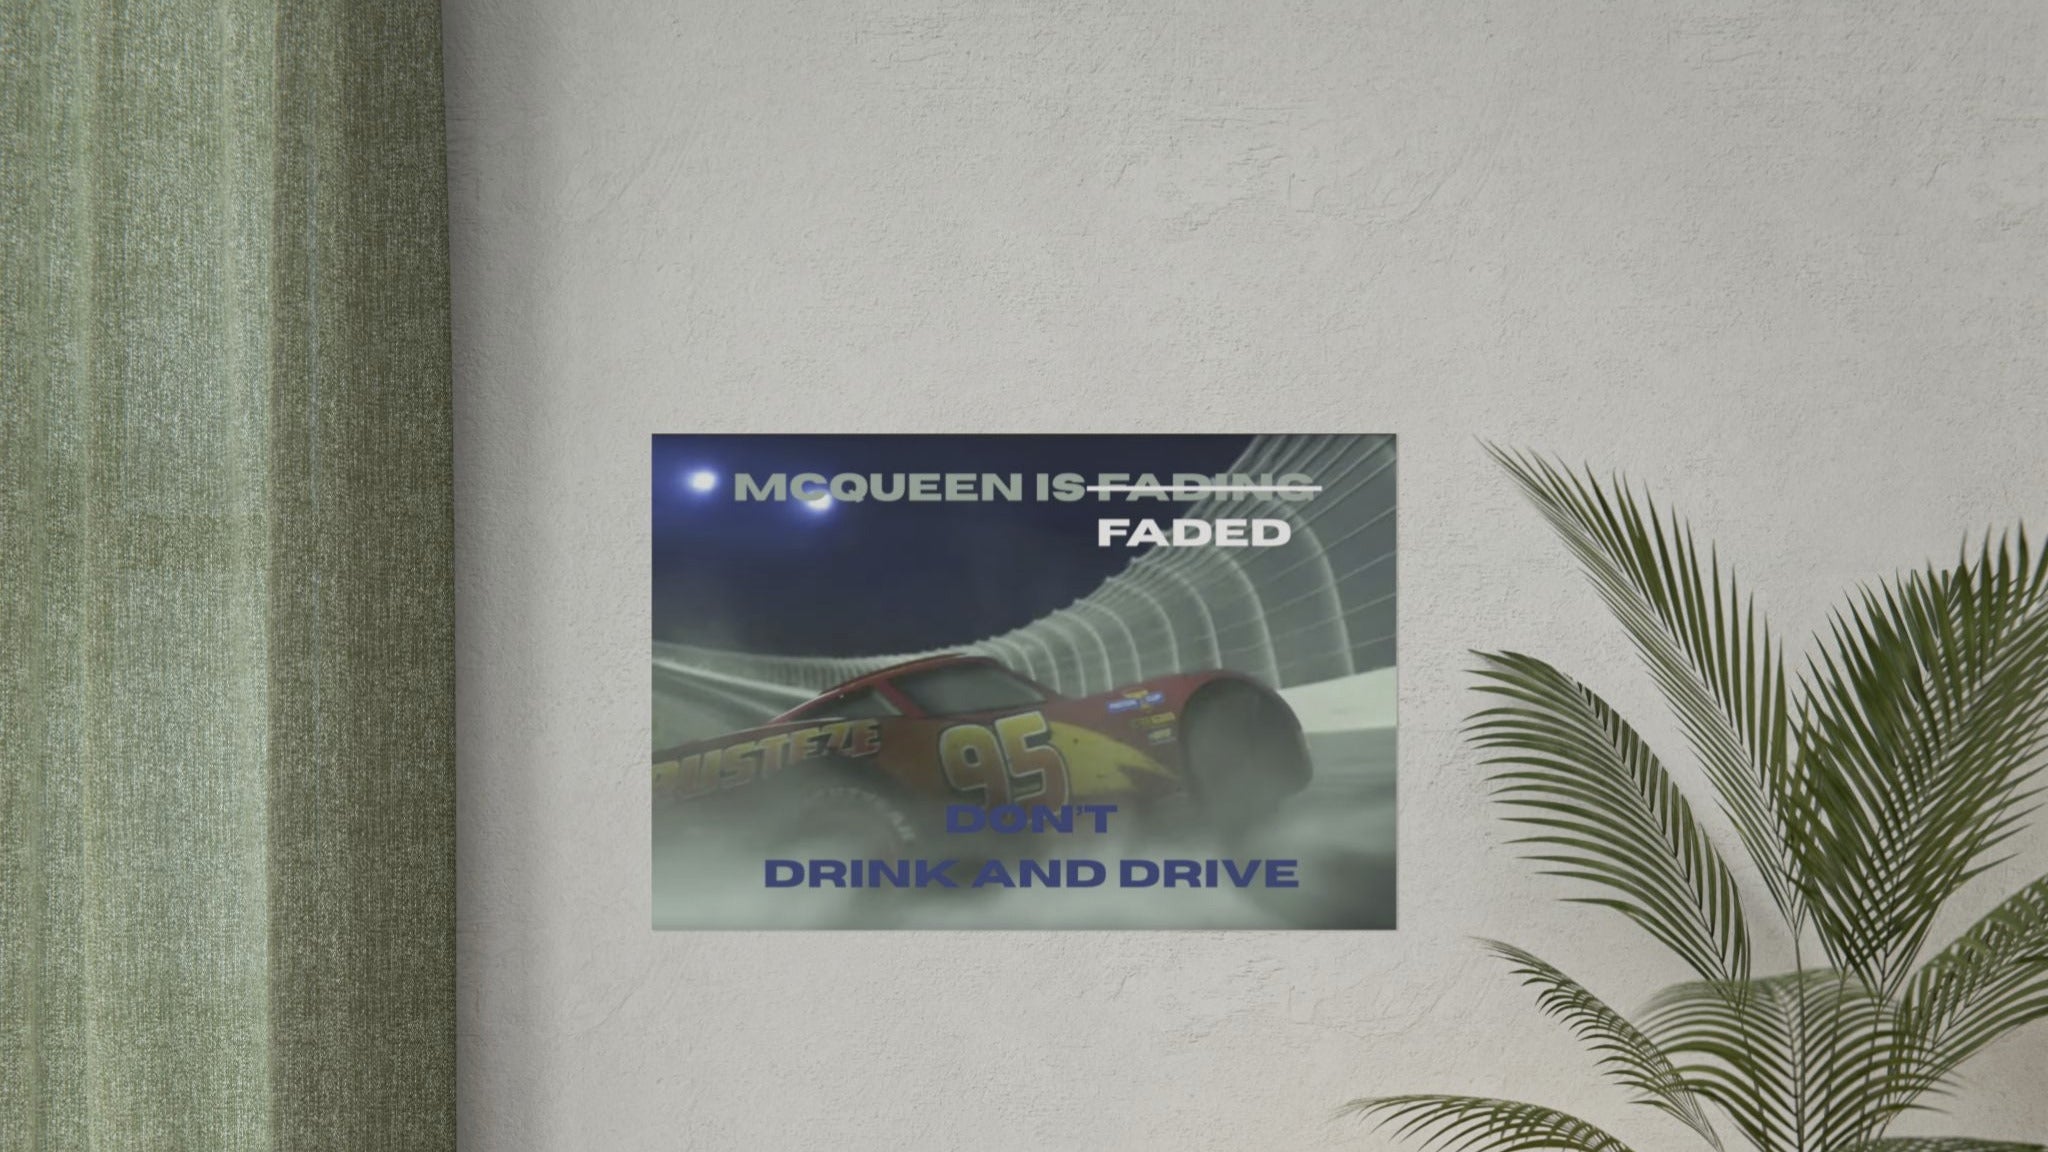 MCQUEEN IS FADING
FADED
RUSTEZE
95
DON'T
DRINK AND DRIVE